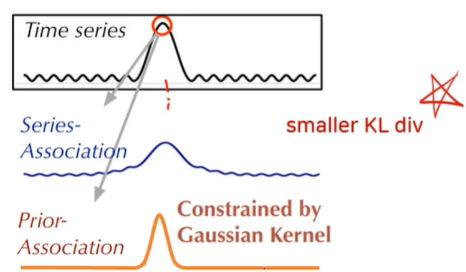 Time series
i
smaller KL div
Series-
Association
Prior-
Association
Constrained by
Gaussian Kernel